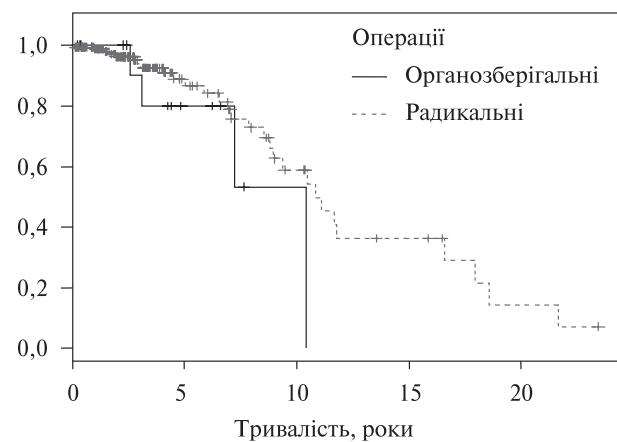 Операції
Органозберігальні
Радикальні
1,0
0,8
0,6
0,4
0,2
0,0
0 5 10 15 20
Тривалість, роки